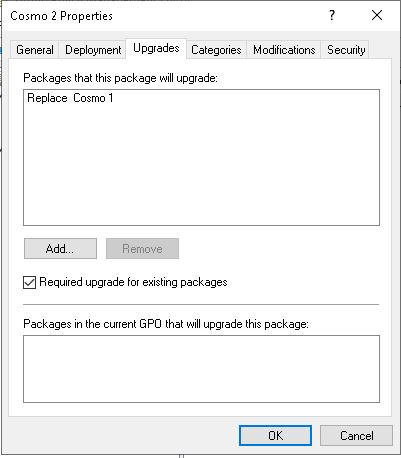 Cosmo 2 Properties
?
General Deployment Upgrades Categories Modifications Security
Packages that this package will upgrade:
Replace Cosmo 1
Add... Remove
Required upgrade for existing packages
Packages in the current GPO that will upgrade this package:
OK Cancel